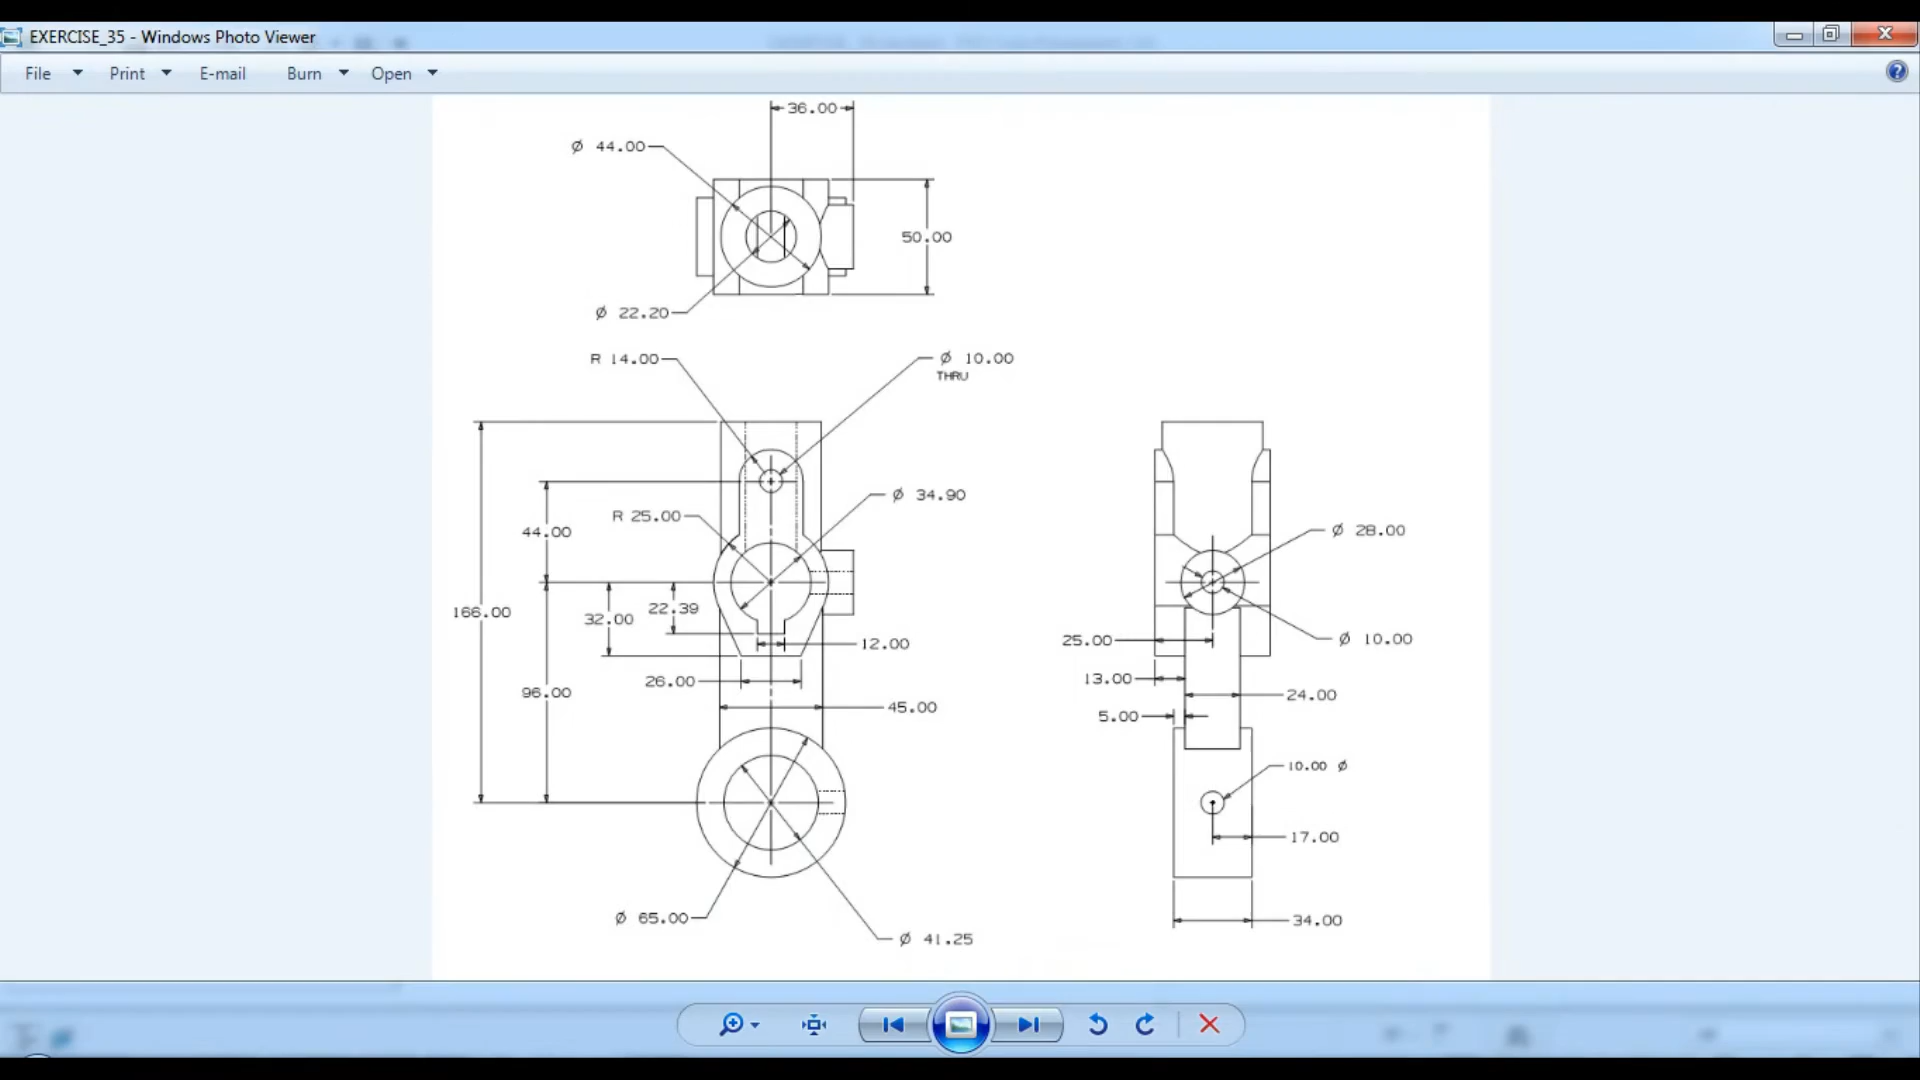 EXERCISE_35 - Windows Photo Viewer
File Print E-mail Burn Open
36.00
Ø 44.00
50.00
Ø 22.20
R 14.00
Ø 10.00
THRU
Ø 34.90
R 25.00
44.00
Ø 28.00
166.00
32.00
22.39
12.00
25.00
Ø 10.00
26.00
96.00
13.00
24.00
45.00
5.00
10.00 Ø
17.00
Ø 65.00
34.00
Ø 41.25